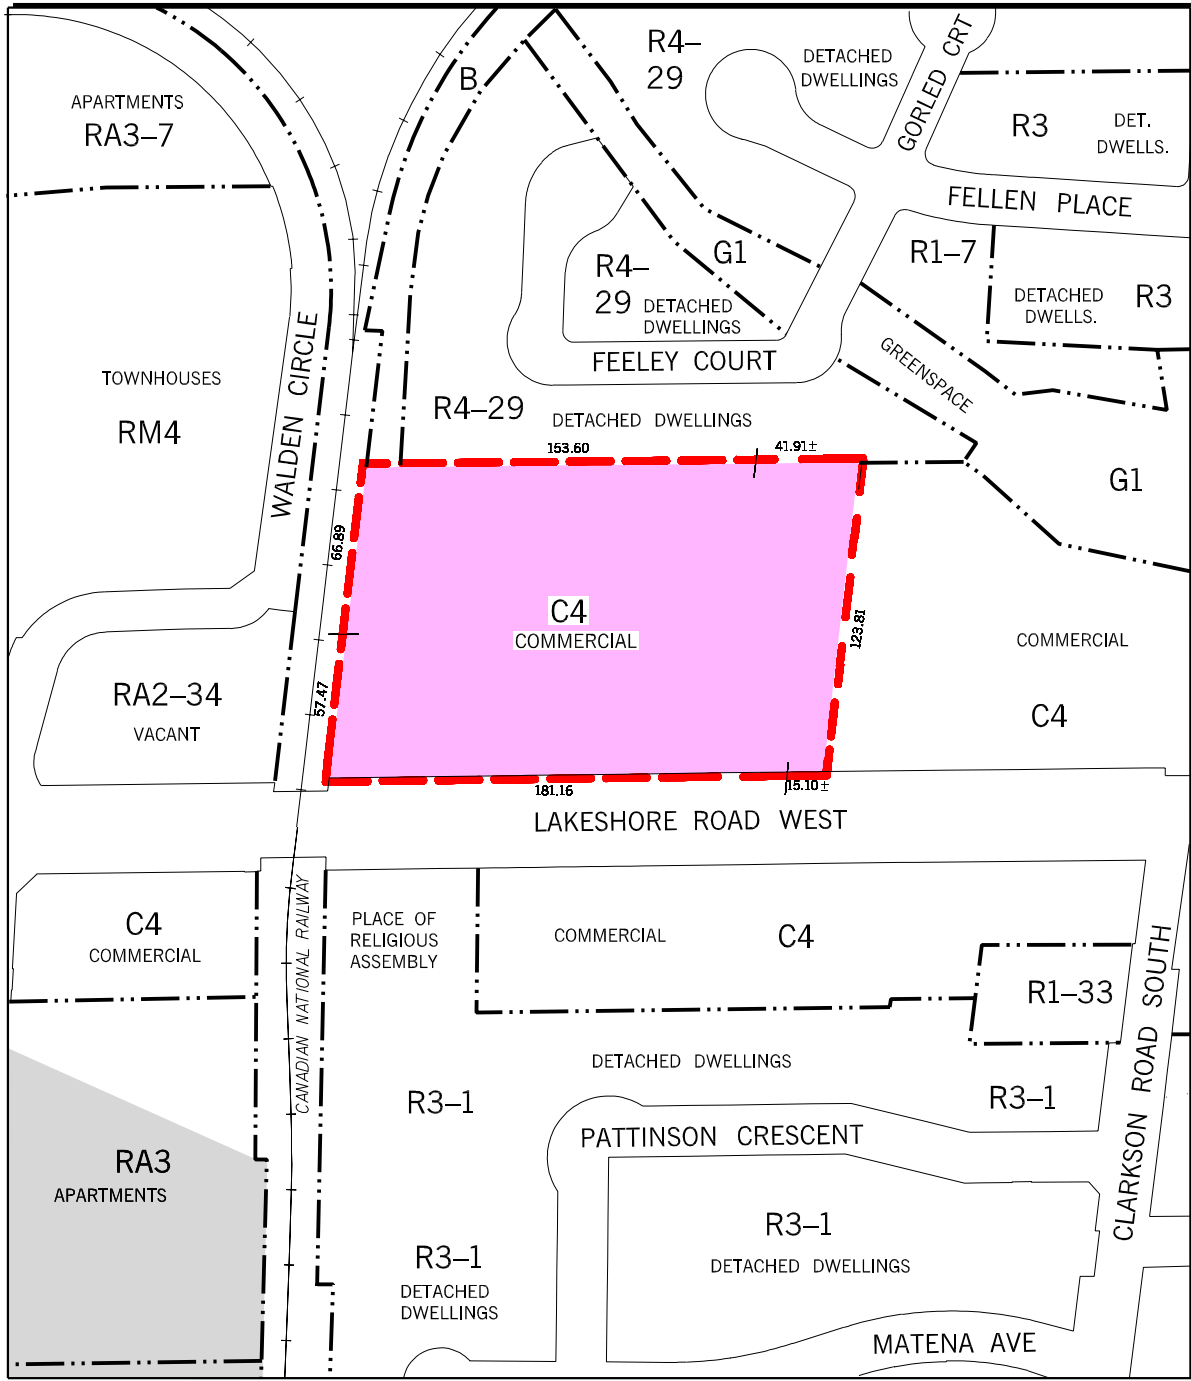 R4–
29
DETACHED
DWELLINGS
GORLED CRT
B
APARTMENTS
RA3–7
R3
DET.
DWELLS.
FELLEN PLACE
G1
R1–7
R4–
29
DETACHED
DWELLINGS
DETACHED
DWELLS.
R3
FEELEY COURT
GREENSPACE
WALDEN CIRCLE
TOWNHOUSES
RM4
R4–29
DETACHED DWELLINGS
153.60
41.91±
G1
66.89
C4
COMMERCIAL
123.81
COMMERCIAL
C4
RA2–34
VACANT
57.47
181.16
15.10±
LAKESHORE ROAD WEST
C4
COMMERCIAL
CANADIAN NATIONAL RAILWAY
PLACE OF
RELIGIOUS
ASSEMBLY
COMMERCIAL
C4
R1–33
CLARKSON ROAD SOUTH
DETACHED DWELLINGS
R3–1
R3–1
PATTINSON CRESCENT
RA3
APARTMENTS
R3–1
DETACHED DWELLINGS
R3–1
DETACHED
DWELLINGS
MATENA AVE